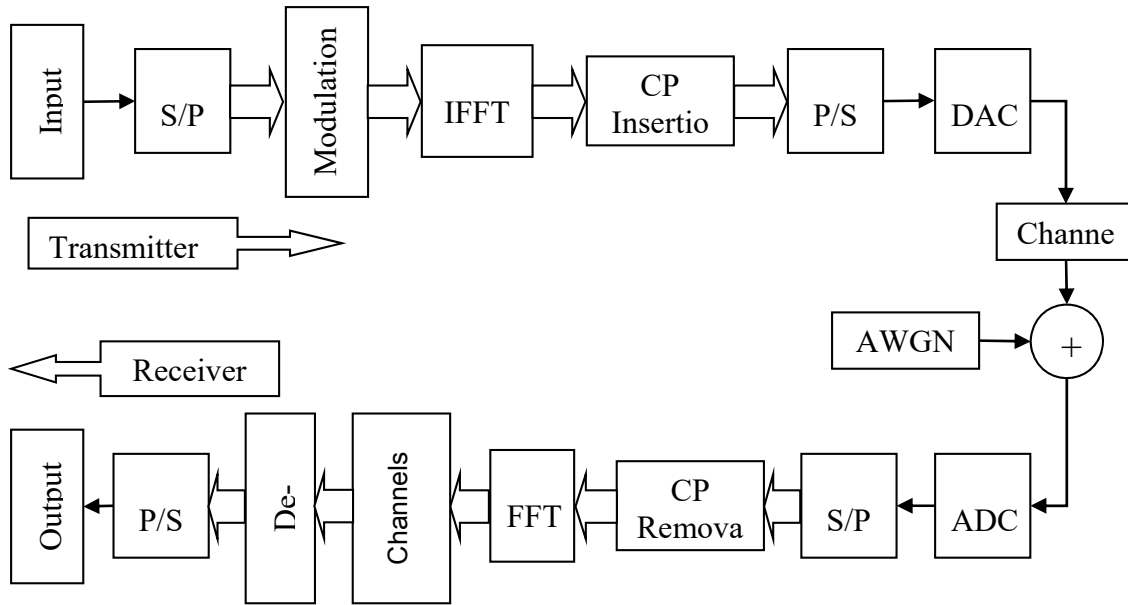 Input
S/P
Modulation
IFFT
CP
Insertio
P/S
DAC
Transmitter
Channe
AWGN
+
Receiver
Output
P/S
De-
Channels
FFT
CP
Remova
S/P
ADC